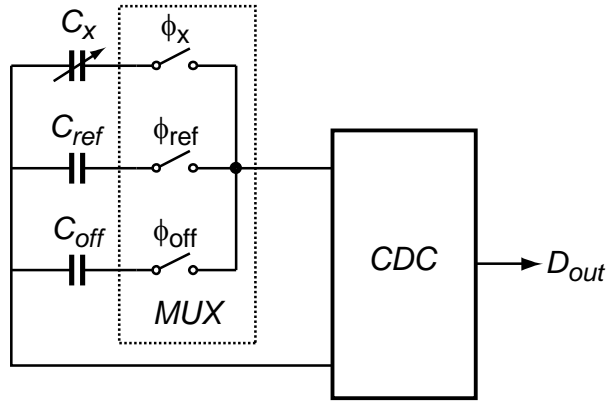 Cx
ϕx
Cref
ϕref
Coff
ϕoff
MUX
CDC
Dout